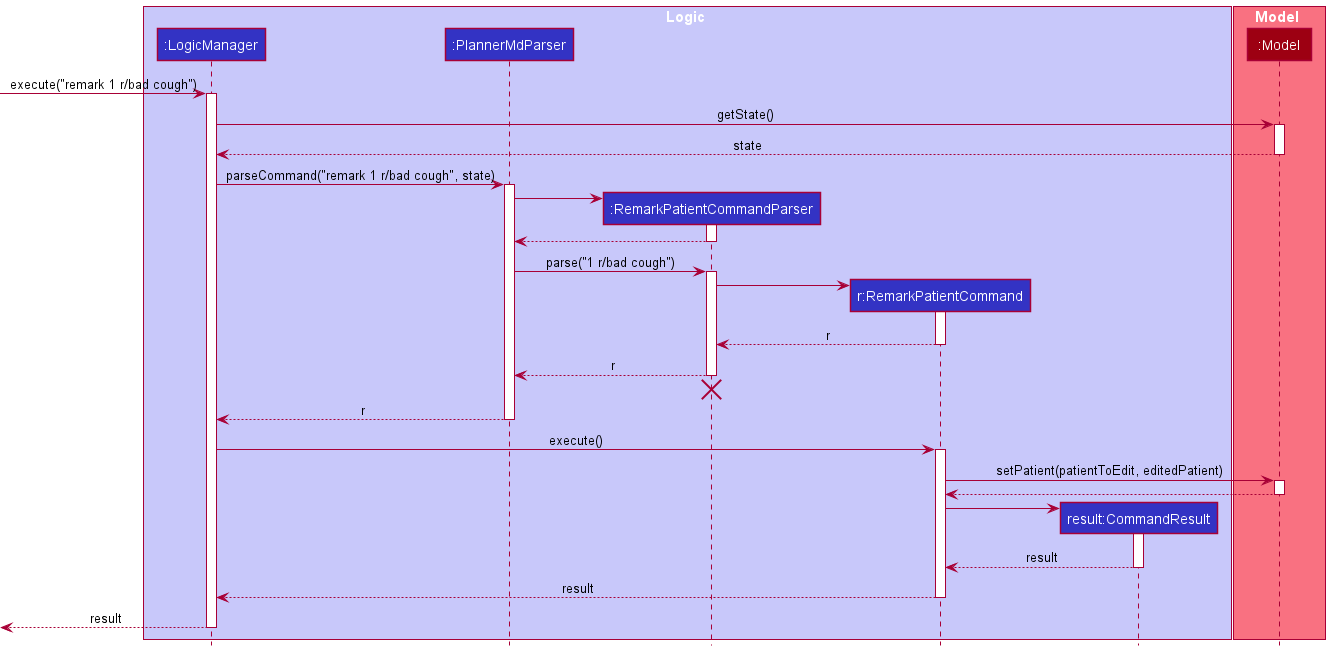 Logic
Model
:LogicManager
:PlannerMdParser
:Model
execute("remark 1 r/bad cough")
getState()
state
parseCommand("remark 1 r/bad cough", state)
:RemarkPatientCommandParser
parse("1 r/bad cough")
r:RemarkPatientCommand
r
r
r
execute()
setPatient(patientToEdit, editedPatient)
result:CommandResult
result
result
result